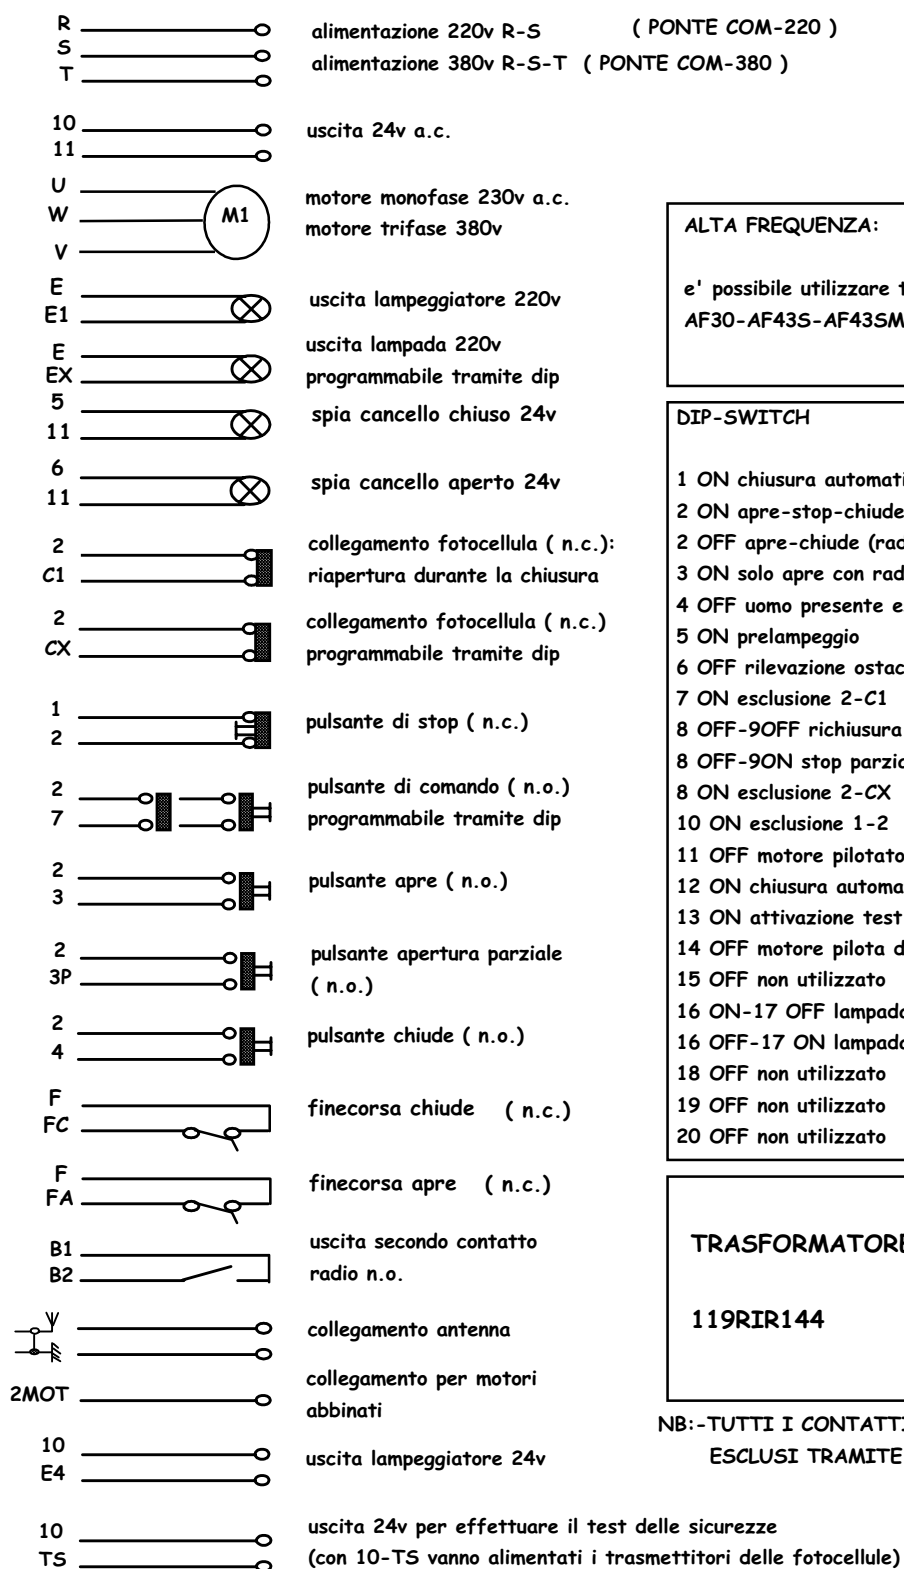 R
S
T
alimentazione 220v R-S ( PONTE COM-220 )
alimentazione 380v R-S-T ( PONTE COM-380 )
10
11
uscita 24v a.c.
U
W
V
M1
motore monofase 230v a.c.
motore trifase 380v
E
E1
uscita lampeggiatore 220v
E
EX
uscita lampada 220v
programmabile tramite dip
5
11
spia cancello chiuso 24v
6
11
spia cancello aperto 24v
2
C1
collegamento fotocellula ( n.c.):
riapertura durante la chiusura
2
CX
collegamento fotocellula ( n.c.)
programmabile tramite dip
1
2
pulsante di stop ( n.c.)
2
7
pulsante di comando ( n.o.)
programmabile tramite dip
2
3
pulsante apre ( n.o.)
2
3P
pulsante apertura parziale
( n.o.)
2
4
pulsante chiude ( n.o.)
F
FC
finecorsa chiude ( n.c.)
F
FA
finecorsa apre ( n.c.)
B1
B2
uscita secondo contatto
radio n.o.
collegamento antenna
2MOT
collegamento per motori
abbinati
10
E4
uscita lampeggiatore 24v
10
TS
uscita 24v per effettuare il test delle sicurezze
(con 10-TS vanno alimentati i trasmettitori delle fotocellule)
ALTA FREQUENZA:
e' possibile utilizzare
AF30-AF43S-AF43SM
DIP-SWITCH
1 ON chiusura
2 ON apre-stop-chiude
2 OFF apre-chiude
3 ON solo apre con
4 OFF uomo presente
5 ON prelampeggio
6 OFF rilevazione
7 ON esclusione 2-C1
8 OFF-9OFF richiusura
8 OFF-9ON stop
8 ON esclusione 2-CX
10 ON esclusione 1-2
11 OFF motore pilotato
12 ON chiusura
13 ON attivazione test
14 OFF motore pilota
15 OFF non utilizzato
16 ON-17 OFF lampada
16 OFF-17 ON lampada
18 OFF non utilizzato
19 OFF non utilizzato
20 OFF non utilizzato
TRASFORMATORE
119RIR144
NB:-TUTTI I CONTATTI
ESCLUSI TRAMITE